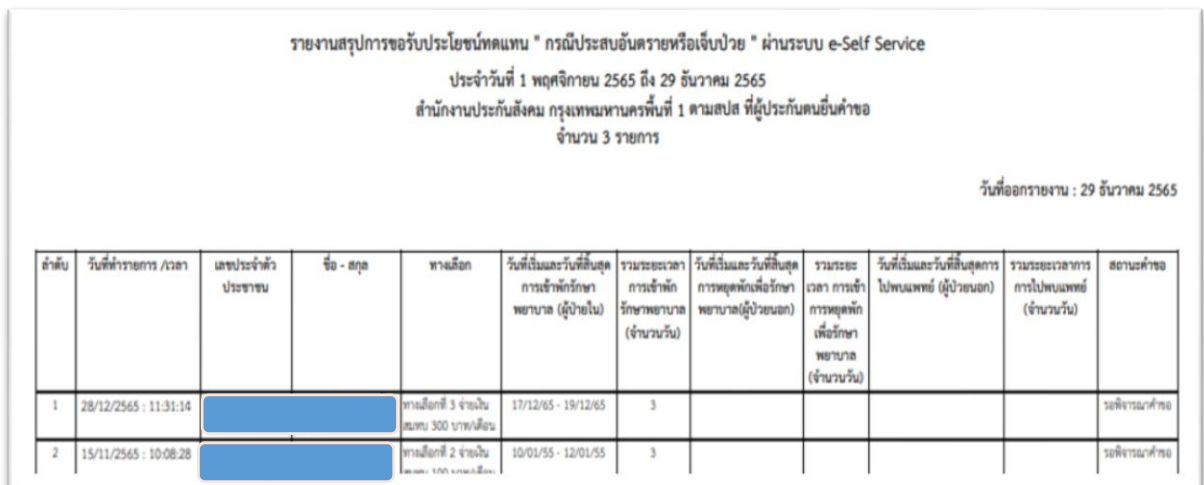 รายงานสรุปการขอรับประโยชน์ทดแทน " กรณีประสบอันตรายหรือเจ็บป่วย " ผ่านระบบ e-Self Service
ประจำวันที่ 1 พฤศจิกายน 2565 ถึง 29 ธันวาคม 2565
สำนักงานประกันสังคม กรุงเทพมหานครพื้นที่ 1 ตามสปส ที่ผู้ประกันตนยื่นคำขอ
จำนวน 3 รายการ
วันที่ออกรายงาน : 29 ธันวาคม 2565
ลำดับ
วันที่ทำรายการ /เวลา
เลขประจำตัว
ประชาชน
ชื่อ - สกุล
ทางเลือก
วันที่เริ่มและวันที่สิ้นสุด
การเข้าพักรักษา
พยาบาล (ผู้ป่ายใน)
รวมระยะเวลา
การเข้าพัก
รักษาพยาบาล
(จำนวนวัน)
วันที่เริ่มและวันที่สิ้นสุด
การหยุดพักเพื่อรักษา
พยาบาล(ผู้ป่วยนอก)
รวมระยะ
เวลา การเข้า
การหยุดพัก
เพื่อรักษา
พยาบาล
(จำนวนวัน)
วันที่เริ่มและวันที่สิ้นสุดการ
ไปพบแพทย์ (ผู้ป่วยนอก)
รวมระยะเวลาการ
การไปพบแพทย์
(จำนวนวัน)
สถานะคำขอ
1 28/12/2565 : 11:31:14 ทางเลือกที่ 3 จ่ายเงิน 17/12/65 - 19/12/65 3 รอพิจารณาคำขอ
สมทบ 300 บาท/เดือน
2 15/11/2565 : 10:08:28 ทางเลือกที่ 2 จ่ายเงิน 10/01/55 - 12/01/55 3 รอพิจารณาคำขอ
สมทบ 100 บาท/เดือน